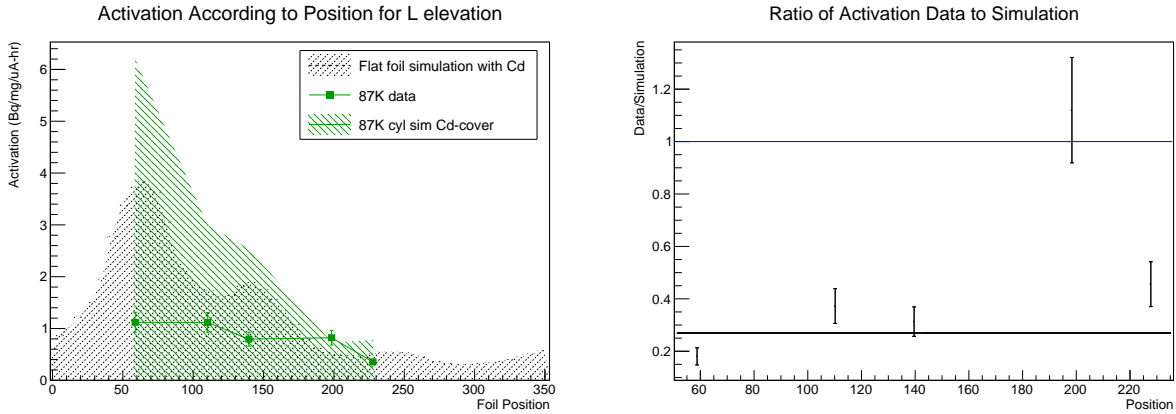 Activation According to Position for L elevation
Activation (Bq/mg/uA-hr)
6
5
4
3
2
1
0
0 50 100 150 200 250 300 350
Foil Position
Flat foil simulation with Cd
87K data
87K cyl sim Cd-cover
Ratio of Activation Data to Simulation
Data/Simulation
1.2
1
0.8
0.6
0.4
0.2
60 80 100 120 140 160 180 200 220
Position